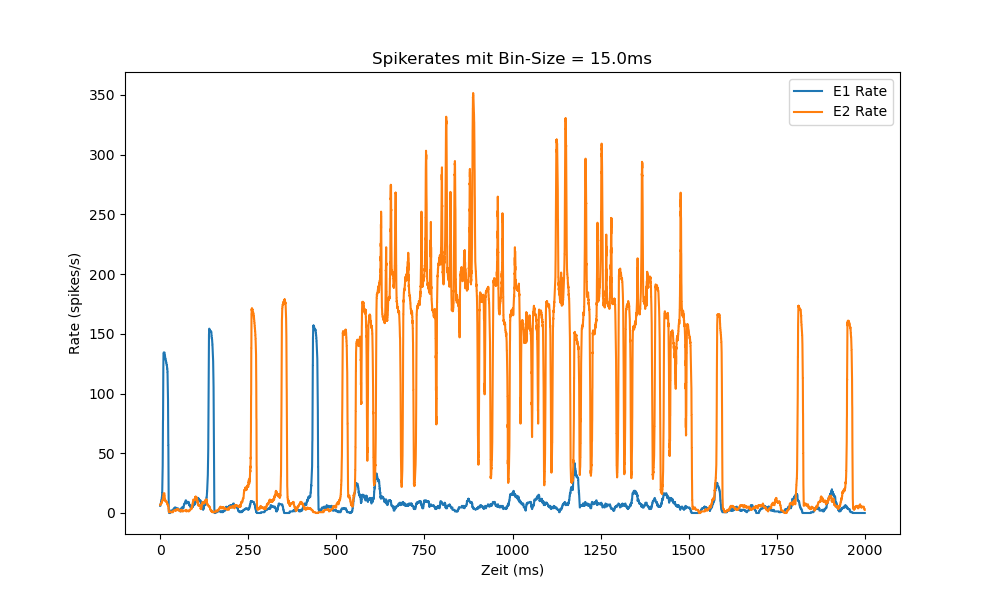 Spikerates mit Bin-Size = 15.0ms
E1 Rate
E2 Rate
350
300
250
200
150
100
50
0
Rate (spikes/s)
0 250 500 750 1000 1250 1500 1750 2000
Zeit (ms)